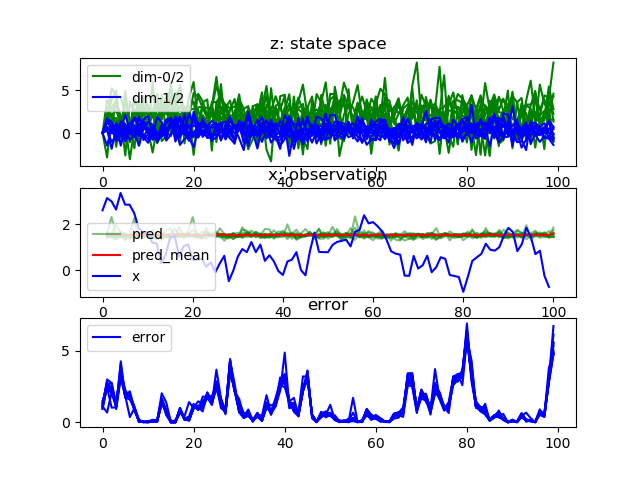 z: state space
dim-0/2
dim-1/2
5
0
0 20 40 60 80 100
x: observation
2
0
pred
pred_mean
x
0 20 40 60 80 100
error
error
5
0
0 20 40 60 80 100